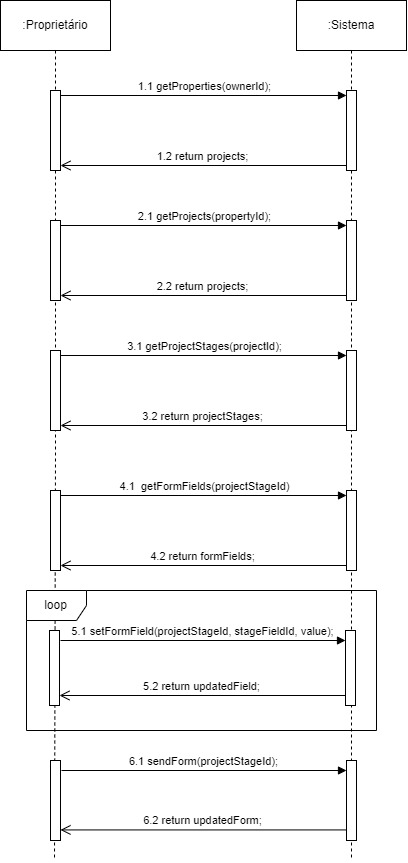 :Proprietário
:Sistema
1.1 getProperties(ownerId);
1.2 return projects;
2.1 getProjects(propertyId);
2.2 return projects;
3.1 getProjectStages(projectId);
3.2 return projectStages;
4.1 getFormFields(projectStageId)
4.2 return formFields;
loop
5.1 setFormField(projectStageId, stageFieldId, value);
5.2 return updatedField;
6.1 sendForm(projectStageId);
6.2 return updatedForm;